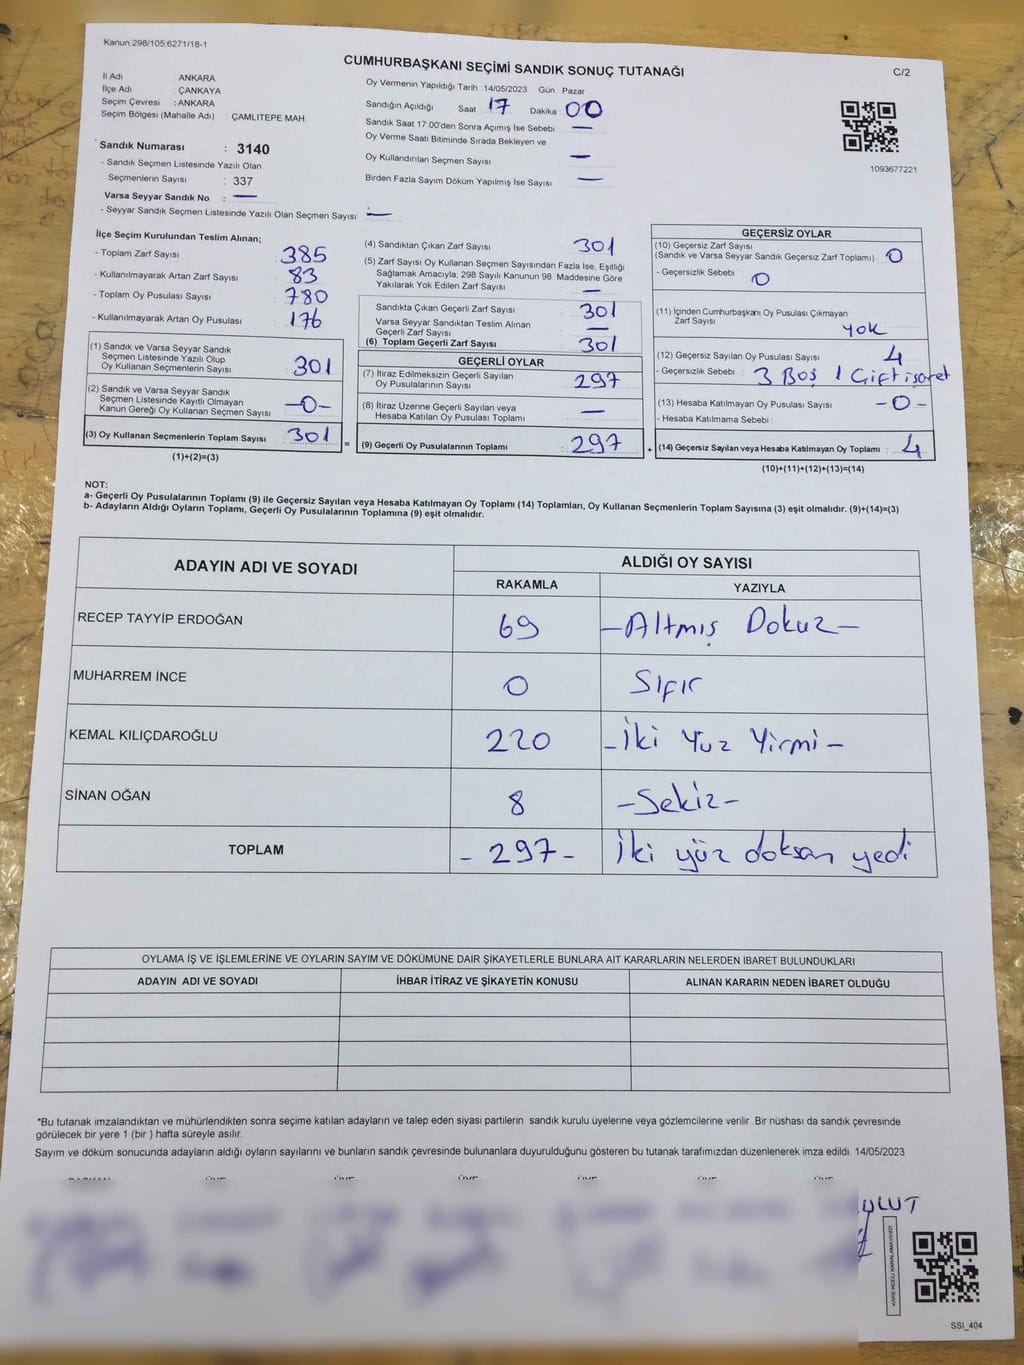 Kanun:298/105;6271/18-1
CUMHURBAŞKANI SEÇİMİ SANDIK SONUÇ TUTANAĞI
C/2
İl Adı ANKARA
İlçe Adı ÇANKAYA
Seçim Çevresi : ANKARA
Seçim Bölgesi (Mahalle Adı) : ÇAMLITEPE MAH.
Oy Vermenin Yapıldığı Tarih 14/05/2023 Gün Pazar
Sandığın Açıldığı Saat 17 Dakika 00
Sandık Saat 17:00'den Sonra Açımış İse Sebebi —
Oy Verme Saati Bitiminde Sırada Bekleyen ve
Oy Kullandırılan Seçmen Sayısı —
Birden Fazla Sayım Döküm Yapılmış İse Sayısı —
1093677221
Sandık Numarası : 3140
- Sandık Seçmen Listesinde Yazılı Olan
Seçmenlerin Sayısı : 337
Varsa Seyyar Sandık No : —
- Seyyar Sandık Seçmen Listesinde Yazılı Olan Seçmen Sayısı: —
İlçe Seçim Kurulundan Teslim Alınan;
- Toplam Zarf Sayısı : 385
- Kullanılmayarak Artan Zarf Sayısı : 83
- Toplam Oy Pusulası Sayısı : 780
- Kullanılmayarak Artan Oy Pusulası : 176
(1) Sandık ve Varsa Seyyar Sandık
Seçmen Listesinde Yazılı Olup
Oy Kullanan Seçmenlerin Sayısı : 301
(2) Sandık ve Varsa Seyyar Sandık
Seçmen Listesinde Kayıtlı Olmayan
Kanun Gereği Oy Kullanan Seçmen Sayısı : -0-
(3) Oy Kullanan Seçmenlerin Toplam Sayısı : 301
(1)+(2)=(3)
(4) Sandıktan Çıkan Zarf Sayısı 301
(5) Zarf Sayısı Oy Kullanan Seçmen Sayısından Fazla İse, Eşitliği
Sağlamak Amacıyla; 298 Sayılı Kanunun 98. Maddesine Göre
Yakılarak Yok Edilen Zarf Sayısı : —
Sandıkta Çıkan Geçerli Zarf Sayısı : 301
Varsa Seyyar Sandıktan Teslim Alınan
Geçerli Zarf Sayısı : —
(6) Toplam Geçerli Zarf Sayısı : 301
GEÇERLİ OYLAR
(7) İtiraz Edilmeksizin Geçerli Sayılan
Oy Pusulalarının Sayısı : 297
(8) İtiraz Üzerine Geçerli Sayılan veya
Hesaba Katılan Oy Pusulası Toplamı : —
= (9) Geçerli Oy Pusulalarının Toplamı : 297
GEÇERSİZ OYLAR
(10) Geçersiz Zarf Sayısı
(Sandık ve Varsa Seyyar Sandık Geçersiz Zarf Toplamı) : 0
- Geçersizlik Sebebi : 0
(11) İçinden Cumhurbaşkanı Oy Pusulası Çıkmayan
Zarf Sayısı : YOK
(12) Geçersiz Sayılan Oy Pusulası Sayısı : 4
- Geçersizlik Sebebi : 3 Boş 1 Çift işaret
(13) Hesaba Katılmayan Oy Pusulası Sayısı : -0-
- Hesaba Katılmama Sebebi :
+ (14) Geçersiz Sayılan veya Hesaba Katılmayan Oy Toplamı : 4
(10)+(11)+(12)+(13)=(14)
NOT:
a- Geçerli Oy Pusulalarının Toplamı (9) ile Geçersiz Sayılan veya Hesaba Katılmayan Oy Toplamı (14) Toplamları, Oy Kullanan Seçmenlerin Toplam Sayısına (3) eşit olmalıdır. (9)+(14)=(3)
b- Adayların Aldığı Oyların Toplamı, Geçerli Oy Pusulalarının Toplamına (9) eşit olmalıdır.
ADAYIN ADI VE SOYADI
ALDIĞI OY SAYISI
RAKAMLA YAZIYLA
RECEP TAYYİP ERDOĞAN 69 -Altmış Dokuz-
MUHARREM İNCE 0 Sıfır
KEMAL KILIÇDAROĞLU 220 -İki Yüz Yirmi-
SİNAN OĞAN 8 -Sekiz-
TOPLAM -297- İki yüz doksan yedi
OYLAMA İŞ VE İŞLEMLERİNE VE OYLARIN SAYIM VE DÖKÜMÜNE DAİR ŞİKAYETLERLE BUNLARA AİT KARARLARIN NELERDEN İBARET BULUNDUKLARI
ADAYIN ADI VE SOYADI İHBAR İTİRAZ VE ŞİKAYETİN KONUSU ALINAN KARARIN NEDEN İBARET OLDUĞU
*Bu tutanak imzalandıktan ve mühürlendikten sonra seçime katılan adayların ve talep eden siyasi partilerin sandık kurulu üyelerine veya gözlemcilerine verilir. Bir nüshası da sandık çevresinde
görülecek bir yere 1 (bir ) hafta süreyle asılır.
Sayım ve döküm sonucunda adayların aldığı oyların sayılarını ve bunların sandık çevresinde bulunanlara duyurulduğunu gösteren bu tutanak tarafımızdan düzenlenerek imza edildi. 14/05/2023
ULUT
KARE KODU KARALAMAYINIZ!
SSI_404